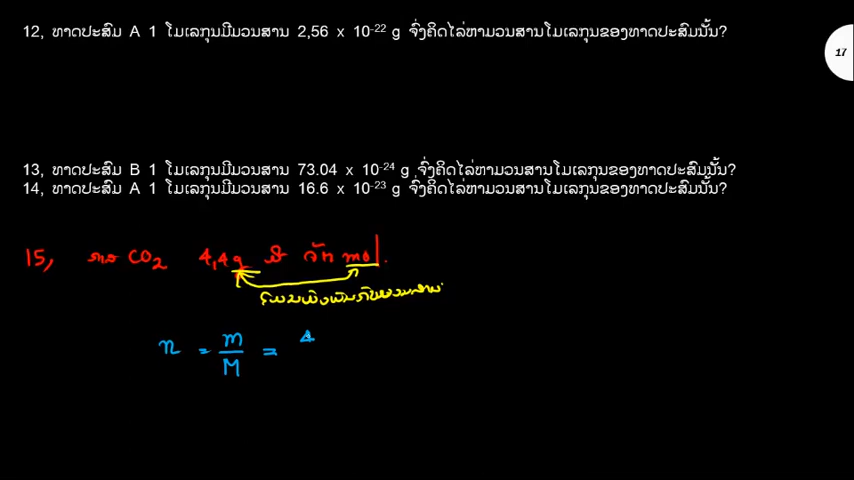 12, ທາດປະສົມ A 1 ໂມເລກຸນມີມວນສານ 2,56 x 10⁻²² g ຈົ່ງຄິດໄລ່ຫາມວນສານໂມເລກຸນຂອງທາດປະສົມນັ້ນ?
17
13, ທາດປະສົມ B 1 ໂມເລກຸນມີມວນສານ 73.04 x 10⁻²⁴ g ຈົ່ງຄິດໄລ່ຫາມວນສານໂມເລກຸນຂອງທາດປະສົມນັ້ນ?
14, ທາດປະສົມ A 1 ໂມເລກຸນມີມວນສານ 16.6 x 10⁻²³ g ຈົ່ງຄິດໄລ່ຫາມວນສານໂມເລກຸນຂອງທາດປະສົມນັ້ນ?
15, ກາສ CO₂ 4,4g ມີ ຈັກ mol.
n = m/M =